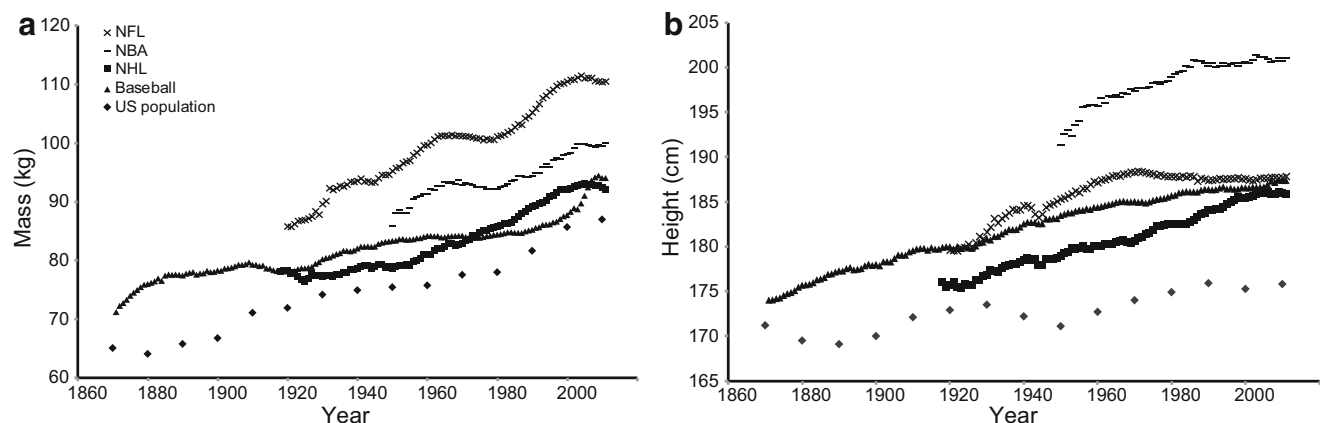 a
120
110
100
90
80
70
60
Mass (kg)
NFL
NBA
NHL
Baseball
US population
1860 1880 1900 1920 1940 1960 1980 2000
Year
b
205
200
195
190
185
180
175
170
165
Height (cm)
1860 1880 1900 1920 1940 1960 1980 2000
Year